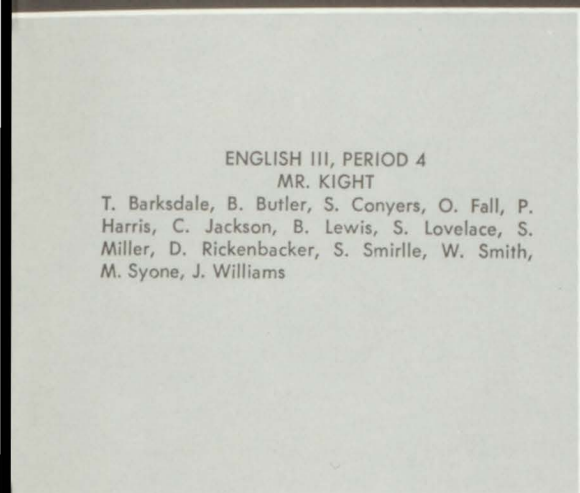 ENGLISH III, PERIOD 4
MR. KIGHT
T. Barksdale, B. Butler, S. Conyers, O. Fall, P.
Harris, C. Jackson, B. Lewis, S. Lovelace, S.
Miller, D. Rickenbacker, S. Smirlle, W. Smith,
M. Syone, J. Williams